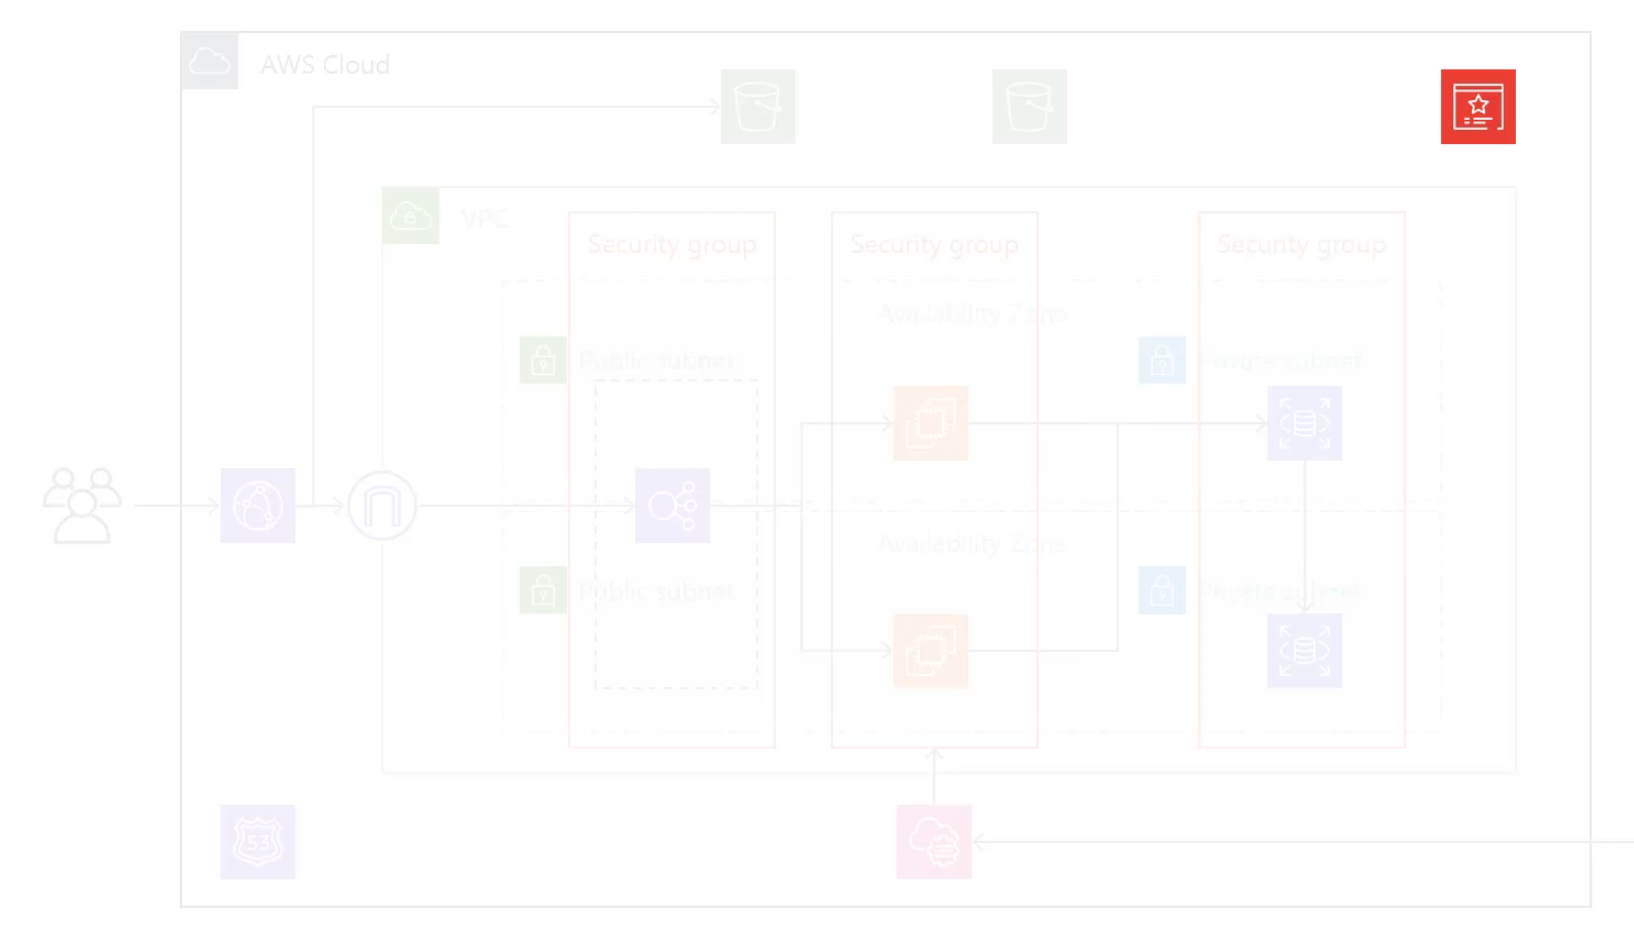 AWS Cloud
VPC
Security group
Security group
Security group
Availability Zone
Public subnet
Private subnet
Availability Zone
Public subnet
Private subnet
53